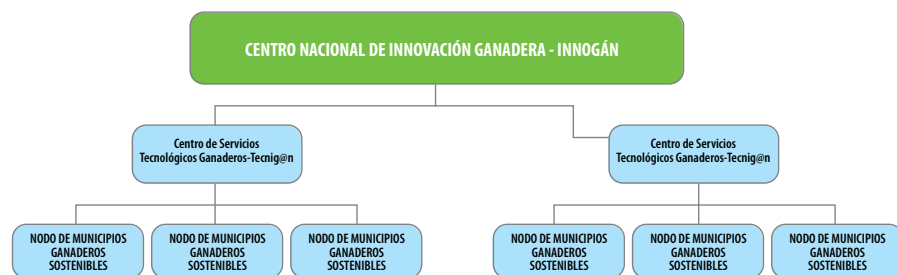 CENTRO NACIONAL DE INNOVACIÓN GANADERA - INNOGÁN
Centro de Servicios
Tecnológicos Ganaderos-Tecnig@n
Centro de Servicios
Tecnológicos Ganaderos-Tecnig@n
NODO DE MUNICIPIOS
GANADEROS
SOSTENIBLES
NODO DE MUNICIPIOS
GANADEROS
SOSTENIBLES
NODO DE MUNICIPIOS
GANADEROS
SOSTENIBLES
NODO DE MUNICIPIOS
GANADEROS
SOSTENIBLES
NODO DE MUNICIPIOS
GANADEROS
SOSTENIBLES
NODO DE MUNICIPIOS
GANADEROS
SOSTENIBLES